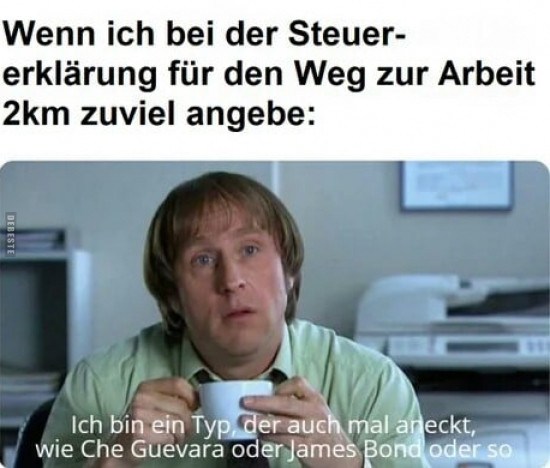 Wenn ich bei der Steuer-
erklärung für den Weg zur Arbeit
2km zuviel angebe:
DEBESTE
Ich bin ein Typ, der auch mal aneckt,
wie Che Guevara oder James Bond oder so